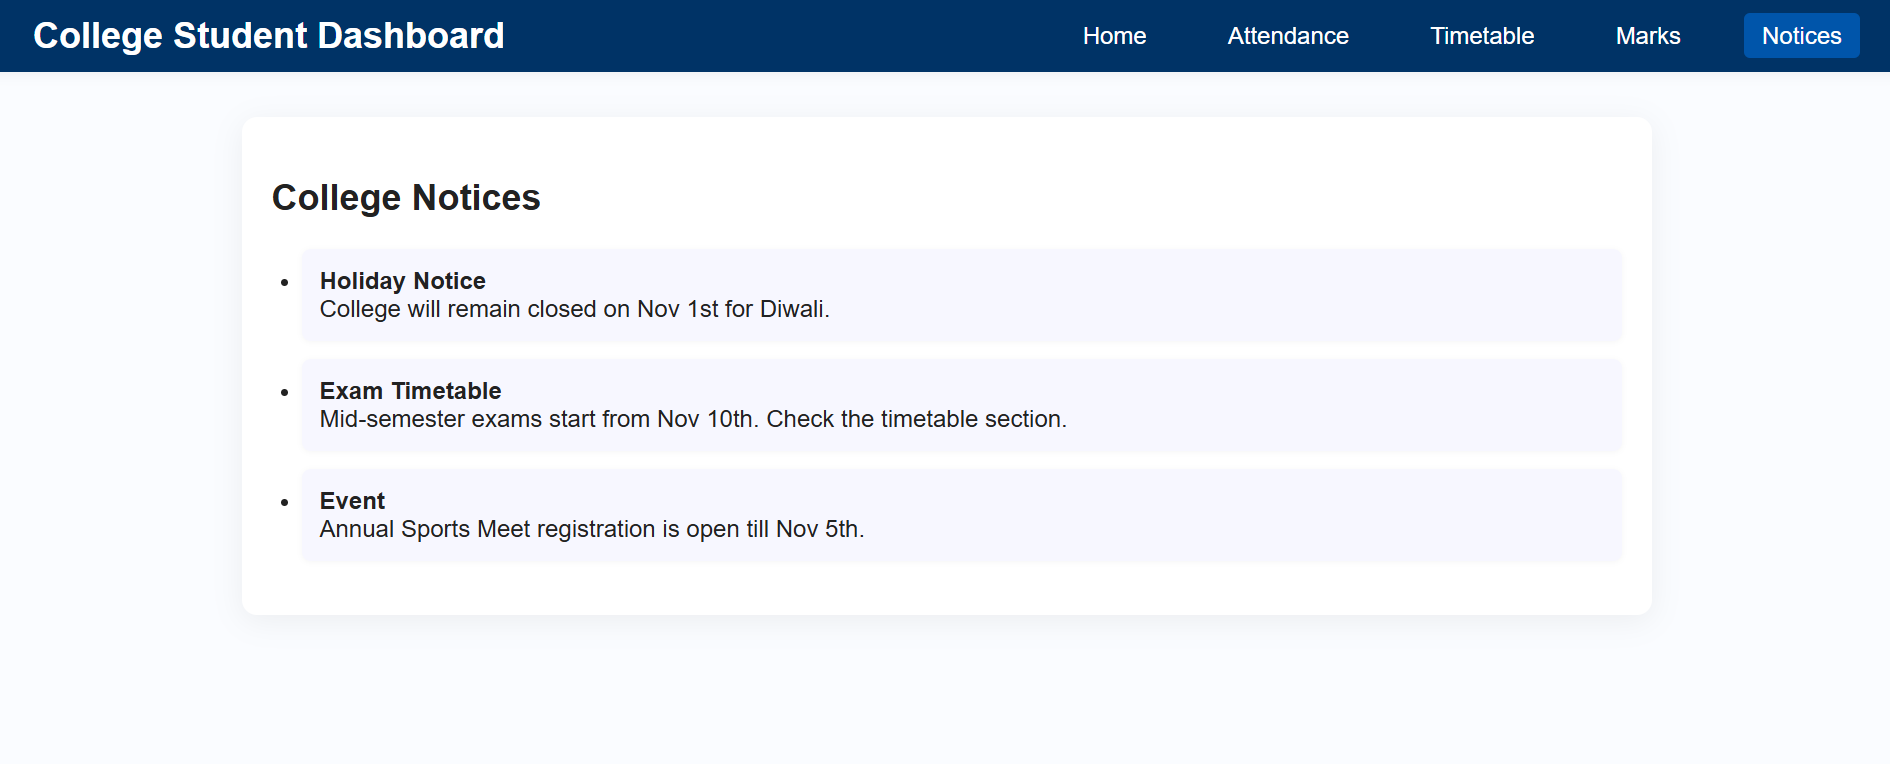 College Student Dashboard
Home Attendance Timetable Marks Notices
College Notices
Holiday Notice
College will remain closed on Nov 1st for Diwali.
Exam Timetable
Mid-semester exams start from Nov 10th. Check the timetable section.
Event
Annual Sports Meet registration is open till Nov 5th.